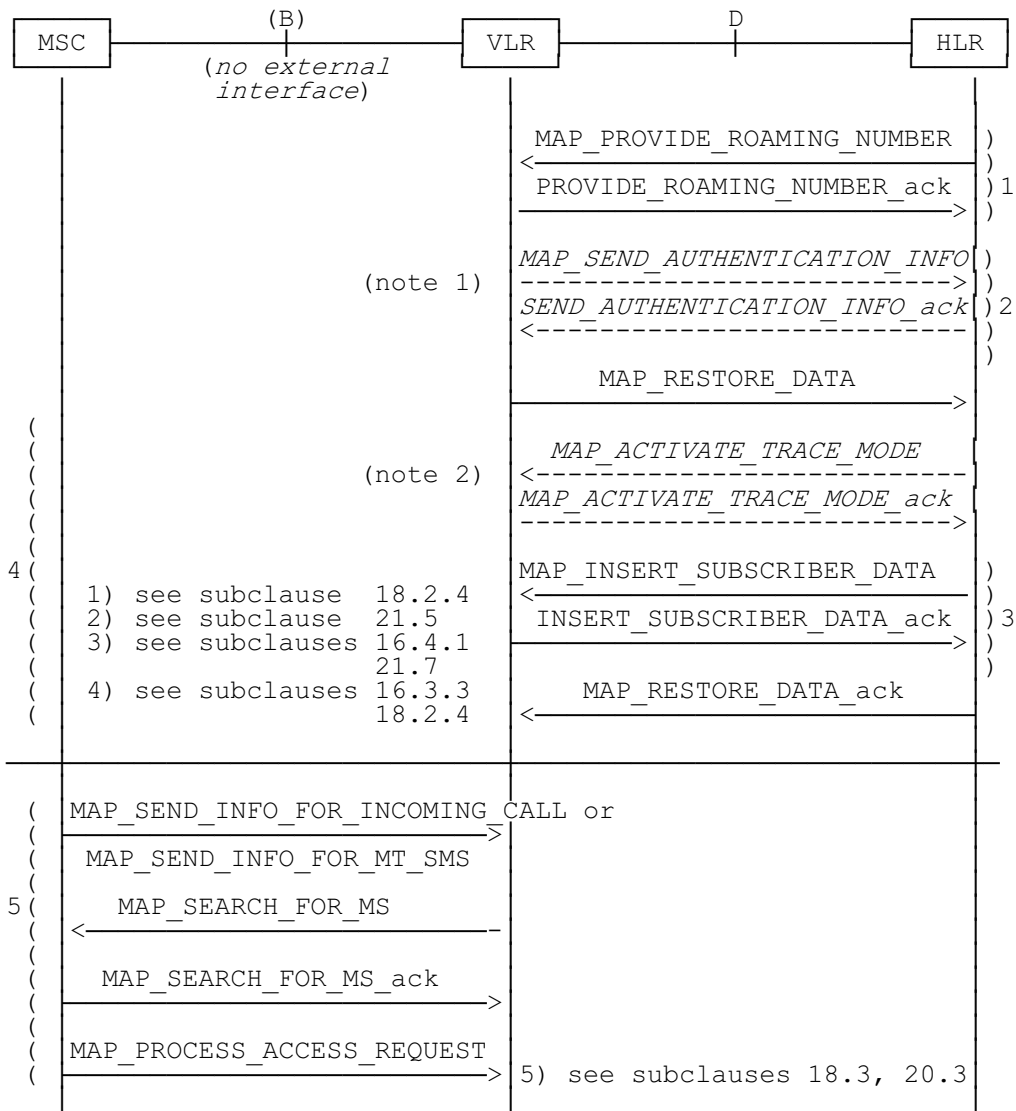 (B)
D
MSC
VLR
HLR
(no external
interface)
MAP_PROVIDE_ROAMING_NUMBER
PROVIDE_ROAMING_NUMBER_ack
)1
MAP_SEND_AUTHENTICATION_INFO
(note 1)
SEND_AUTHENTICATION_INFO_ack
)2
MAP_RESTORE_DATA
MAP_ACTIVATE_TRACE_MODE
(note 2)
MAP_ACTIVATE_TRACE_MODE_ack
4(
MAP_INSERT_SUBSCRIBER_DATA
1) see subclause 18.2.4
2) see subclause 21.5
INSERT_SUBSCRIBER_DATA_ack
)3
3) see subclauses 16.4.1
21.7
4) see subclauses 16.3.3
MAP_RESTORE_DATA_ack
18.2.4
MAP_SEND_INFO_FOR_INCOMING_CALL or
MAP_SEND_INFO_FOR_MT_SMS
5(
MAP_SEARCH_FOR_MS
MAP_SEARCH_FOR_MS_ack
MAP_PROCESS_ACCESS_REQUEST
5) see subclauses 18.3, 20.3